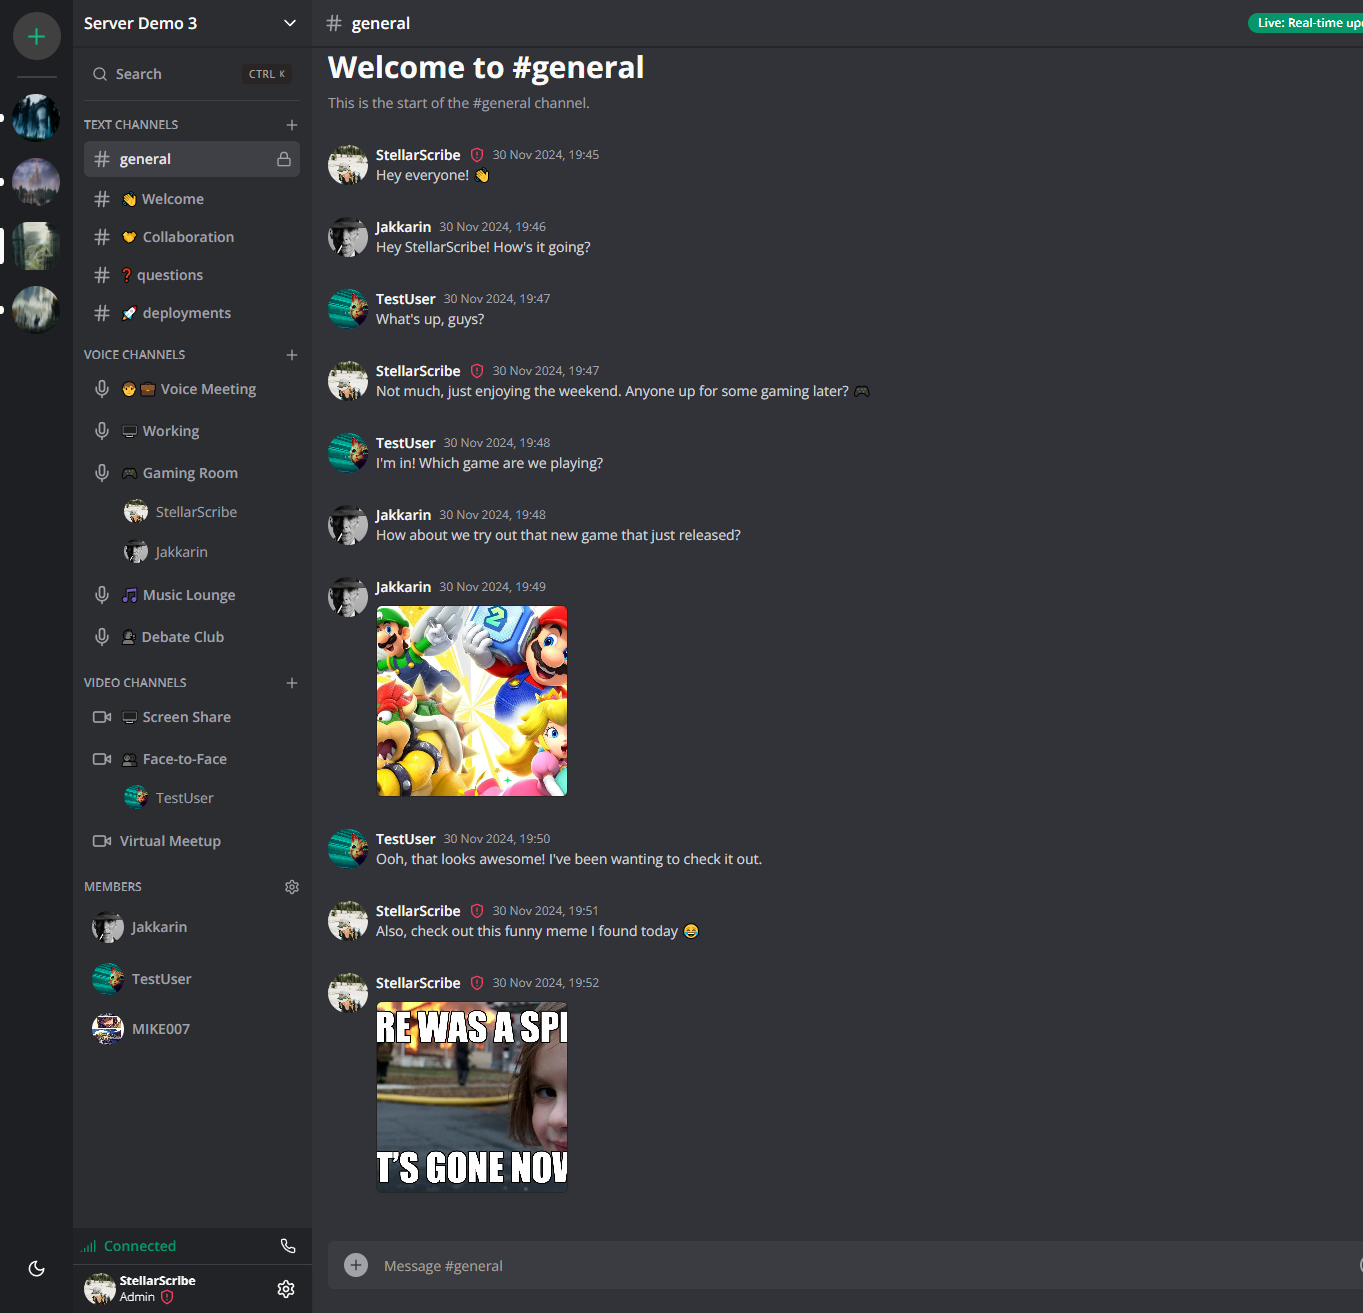 Server Demo 3
Search
CTRL K
TEXT CHANNELS
general
Welcome
Collaboration
questions
deployments
VOICE CHANNELS
Voice Meeting
Working
Gaming Room
StellarScribe
Jakkarin
Music Lounge
Debate Club
VIDEO CHANNELS
Screen Share
Face-to-Face
TestUser
Virtual Meetup
MEMBERS
Jakkarin
TestUser
MIKE007
Connected
StellarScribe
Admin
# general
Live: Real-time upd
Welcome to #general
This is the start of the #general channel.
StellarScribe 30 Nov 2024, 19:45
Hey everyone! 👋
Jakkarin 30 Nov 2024, 19:46
Hey StellarScribe! How's it going?
TestUser 30 Nov 2024, 19:47
What's up, guys?
StellarScribe 30 Nov 2024, 19:47
Not much, just enjoying the weekend. Anyone up for some gaming later? 🎮
TestUser 30 Nov 2024, 19:48
I'm in! Which game are we playing?
Jakkarin 30 Nov 2024, 19:48
How about we try out that new game that just released?
Jakkarin 30 Nov 2024, 19:49
2
TestUser 30 Nov 2024, 19:50
Ooh, that looks awesome! I've been wanting to check it out.
StellarScribe 30 Nov 2024, 19:51
Also, check out this funny meme I found today 😂
StellarScribe 30 Nov 2024, 19:52
RE WAS A SPI
T'S GONE NOW
Message #general